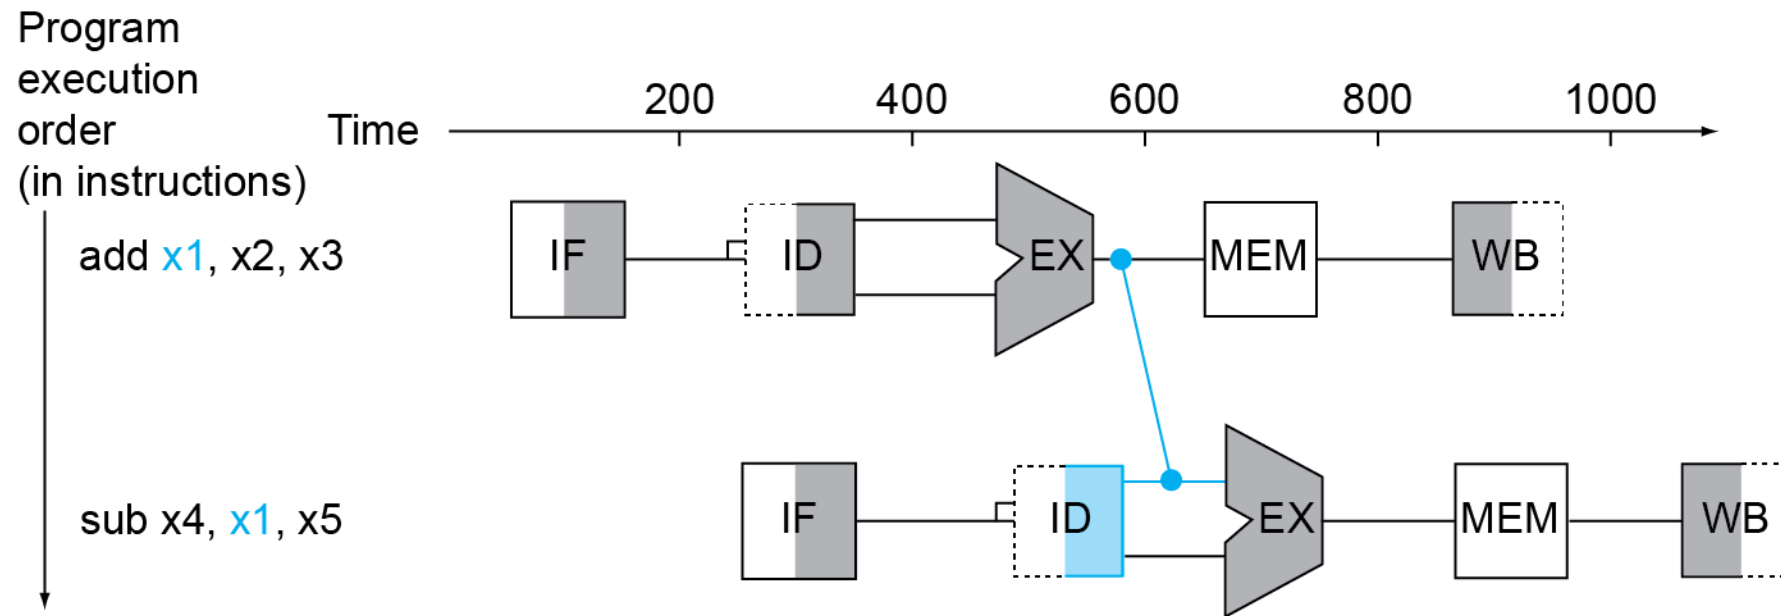 Program
execution
order
(in instructions)
Time
200 400 600 800 1000
add x1, x2, x3
IF ID EX MEM WB
sub x4, x1, x5
IF ID EX MEM WB